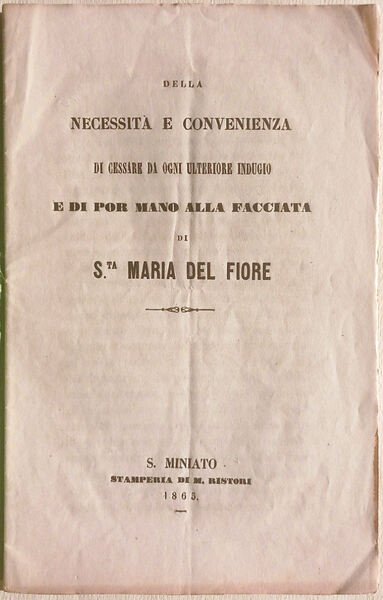 DELLA
NECESSITÀ E CONVENIENZA
DI CESSARE DA OGNI ULTERIORE INDUGIO
E DI POR MANO ALLA FACCIATA
DI
S.TA MARIA DEL FIORE
S. MINIATO
STAMPERIA DI M. RISTORI
1865.